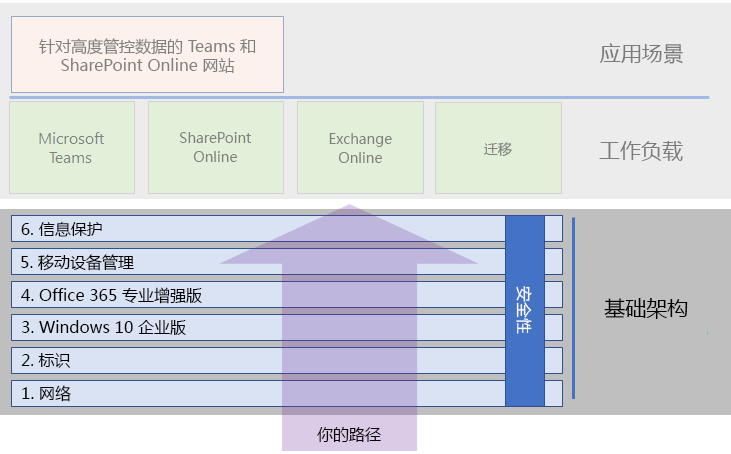 针对高度管控数据的 Teams 和
SharePoint Online 网站
应用场景
Microsoft
Teams
SharePoint
Online
Exchange
Online
迁移
工作负载
6. 信息保护
5. 移动设备管理
4. Office 365 专业增强版
3. Windows 10 企业版
2. 标识
1. 网络
安全性
基础架构
你的路径